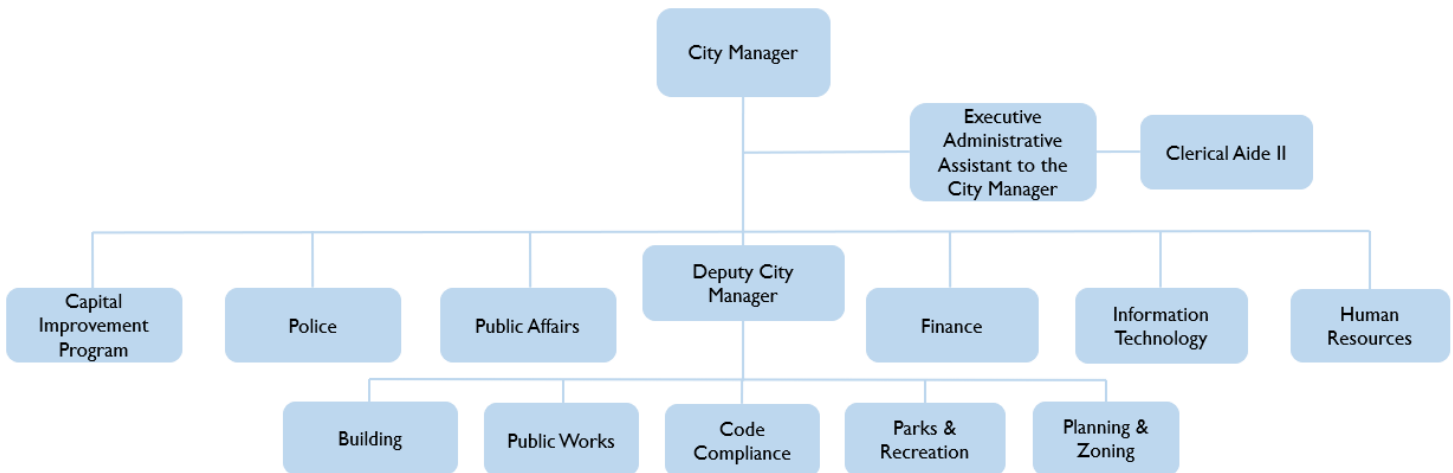 City Manager
Executive
Administrative
Assistant to the
City Manager
Clerical Aide II
Capital
Improvement
Program
Police
Public Affairs
Deputy City
Manager
Finance
Information
Technology
Human
Resources
Building
Public Works
Code
Compliance
Parks &
Recreation
Planning &
Zoning